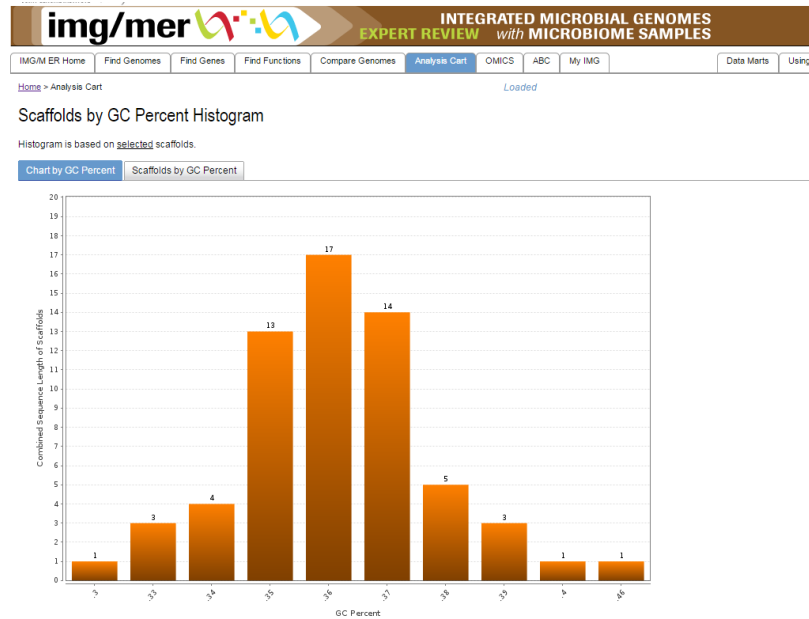 img/mer
INTEGRATED MICROBIAL GENOMES
EXPERT REVIEW with MICROBIOME SAMPLES
IMG/M ER Home Find Genomes Find Genes Find Functions Compare Genomes Analysis Cart OMICS ABC My IMG Data Marts Using
Home > Analysis Cart Loaded
Scaffolds by GC Percent Histogram
Histogram is based on selected scaffolds.
Chart by GC Percent Scaffolds by GC Percent
Combined Sequence Length of Scaffolds
20
19
18
17
16
15
14
13
12
11
10
9
8
7
6
5
4
3
2
1
0
1
3
4
13
17
14
5
3
1
1
.3 .33 .34 .35 .36 .37 .38 .39 .4 .46
GC Percent